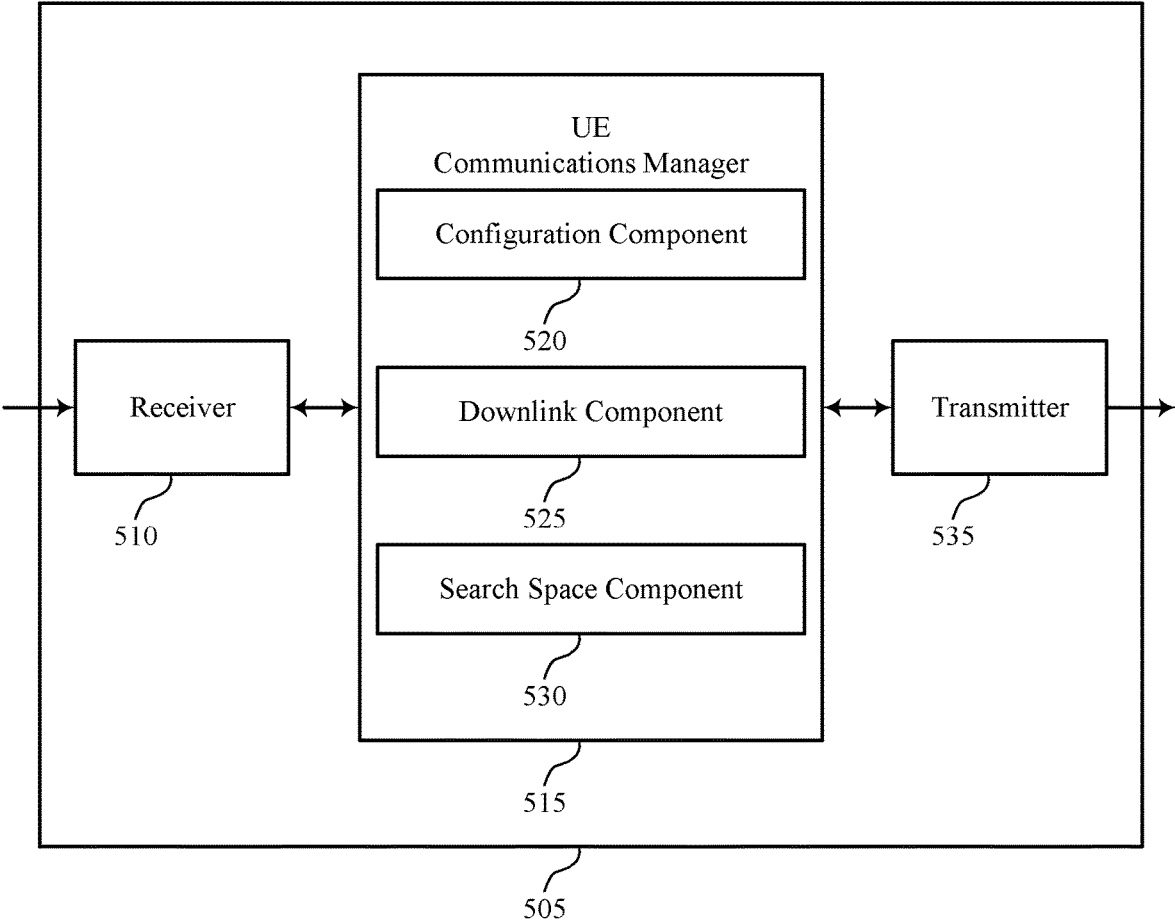 UE
Communications Manager
Configuration Component
520
Receiver
510
Downlink Component
525
Transmitter
535
Search Space Component
530
515
505